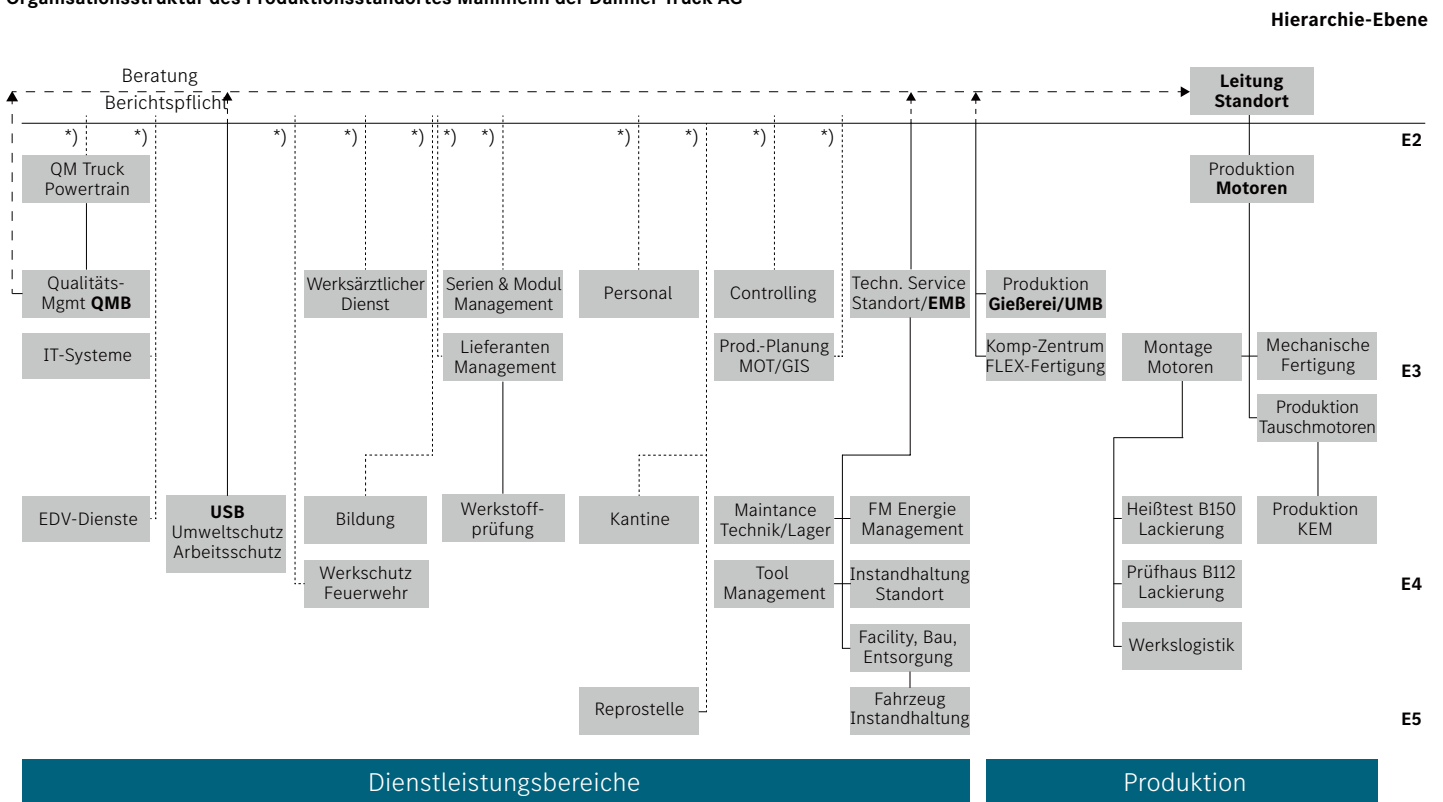 Organisationsstruktur des Produktionsstandortes Mannheim der Daimler Truck AG
Hierarchie-Ebene
Beratung
Berichtspflicht
Leitung
Standort
*) *) *) *) *) *) *) *) *) *) *)
E2
QM Truck
Powertrain
Produktion
Motoren
Qualitäts-
Mgmt QMB
Werksärztlicher
Dienst
Serien & Modul
Management
Personal
Controlling
Techn. Service
Standort/EMB
Produktion
Gießerei/UMB
IT-Systeme
Lieferanten
Management
Prod.-Planung
MOT/GIS
Komp-Zentrum
FLEX-Fertigung
Montage
Motoren
Mechanische
Fertigung
E3
Produktion
Tauschmotoren
EDV-Dienste
USB
Umweltschutz
Arbeitsschutz
Bildung
Werkstoff-
prüfung
Kantine
Maintance
Technik/Lager
FM Energie
Management
Heißtest B150
Lackierung
Produktion
KEM
Werkschutz
Feuerwehr
Tool
Management
Instandhaltung
Standort
Prüfhaus B112
Lackierung
E4
Facility, Bau,
Entsorgung
Werkslogistik
Reprostelle
Fahrzeug
Instandhaltung
E5
Dienstleistungsbereiche
Produktion